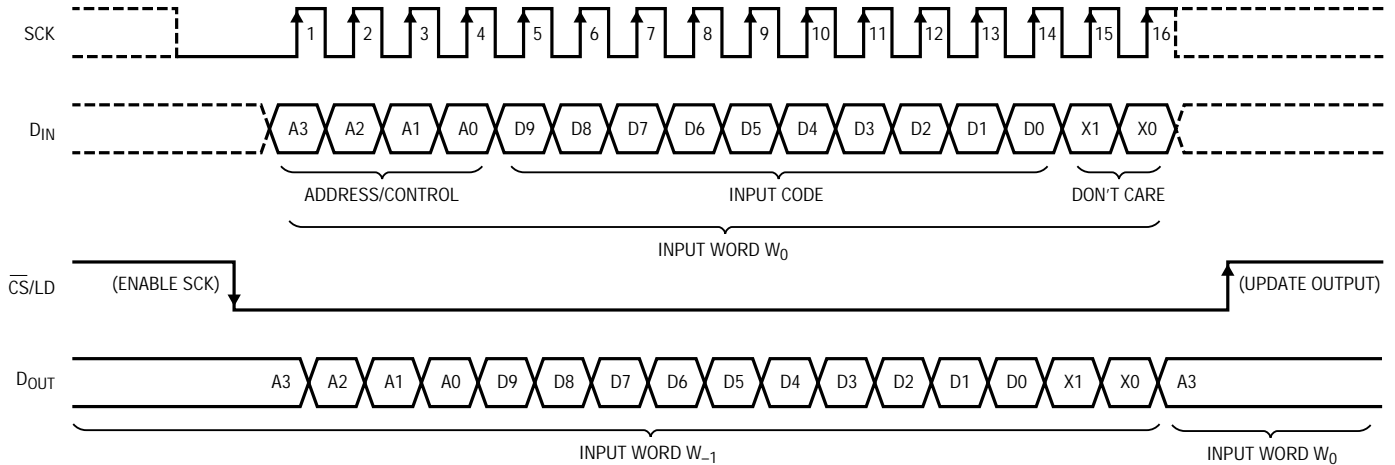 SCK 1 2 3 4 5 6 7 8 9 10 11 12 13 14 15 16
DIN A3 A2 A1 A0 D9 D8 D7 D6 D5 D4 D3 D2 D1 D0 X1 X0
ADDRESS/CONTROL INPUT CODE DON'T CARE
INPUT WORD W0
CS/LD (ENABLE SCK) (UPDATE OUTPUT)
DOUT A3 A2 A1 A0 D9 D8 D7 D6 D5 D4 D3 D2 D1 D0 X1 X0 A3
INPUT WORD W–1 INPUT WORD W0